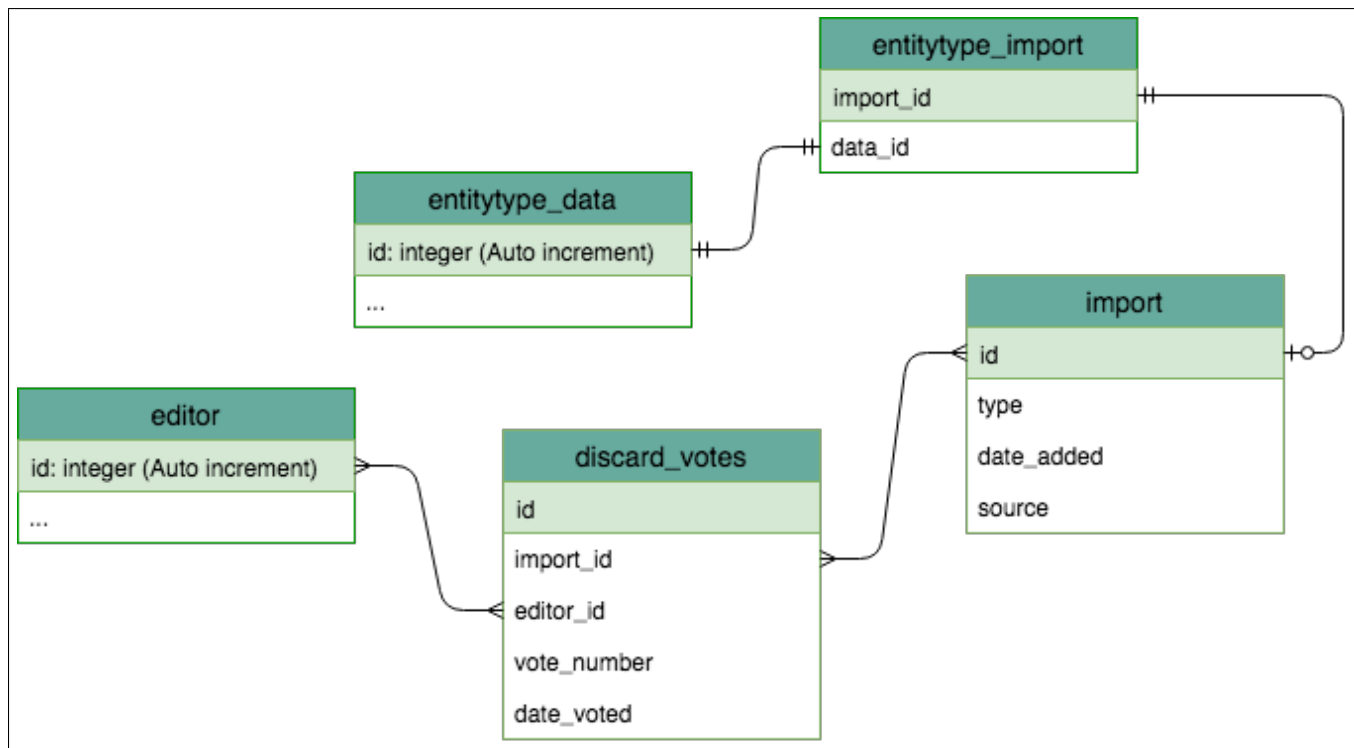 entitytype_import
import_id
data_id
entitytype_data
id: integer (Auto increment)
...
import
id
type
date_added
source
editor
id: integer (Auto increment)
...
discard_votes
id
import_id
editor_id
vote_number
date_voted